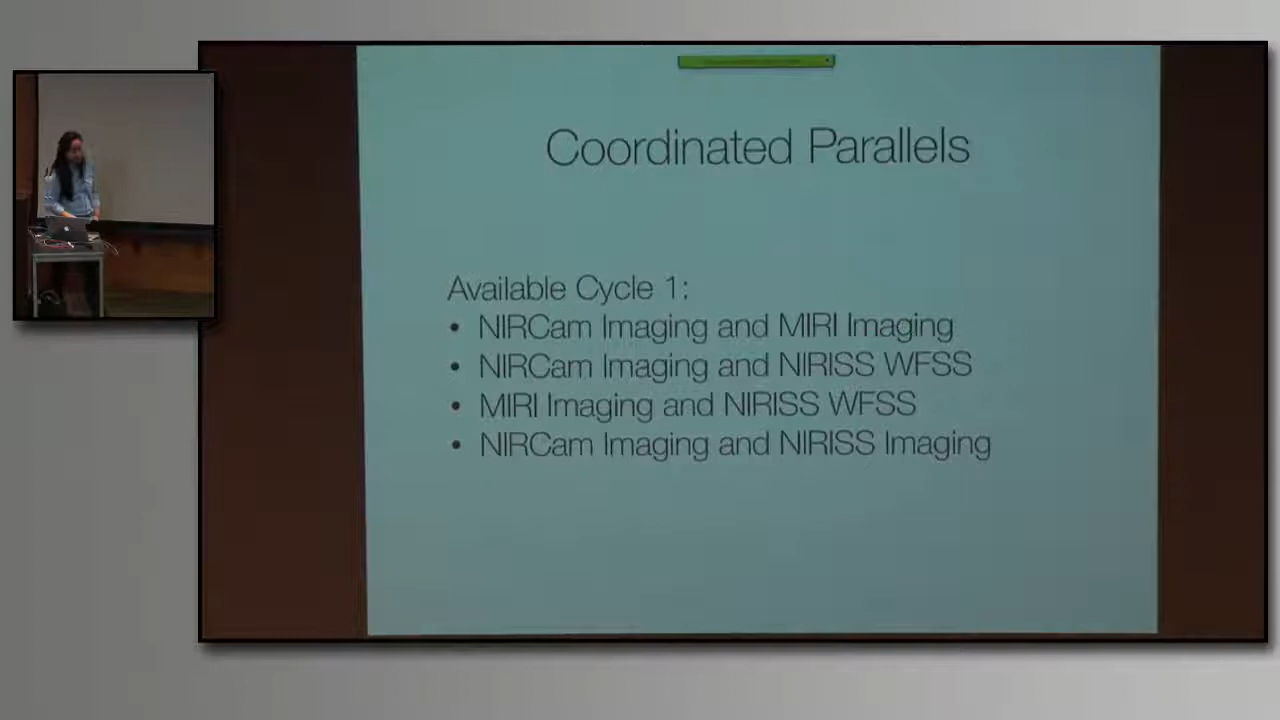 Coordinated Parallels
Available Cycle 1:
• NIRCam Imaging and MIRI Imaging
• NIRCam Imaging and NIRISS WFSS
• MIRI Imaging and NIRISS WFSS
• NIRCam Imaging and NIRISS Imaging